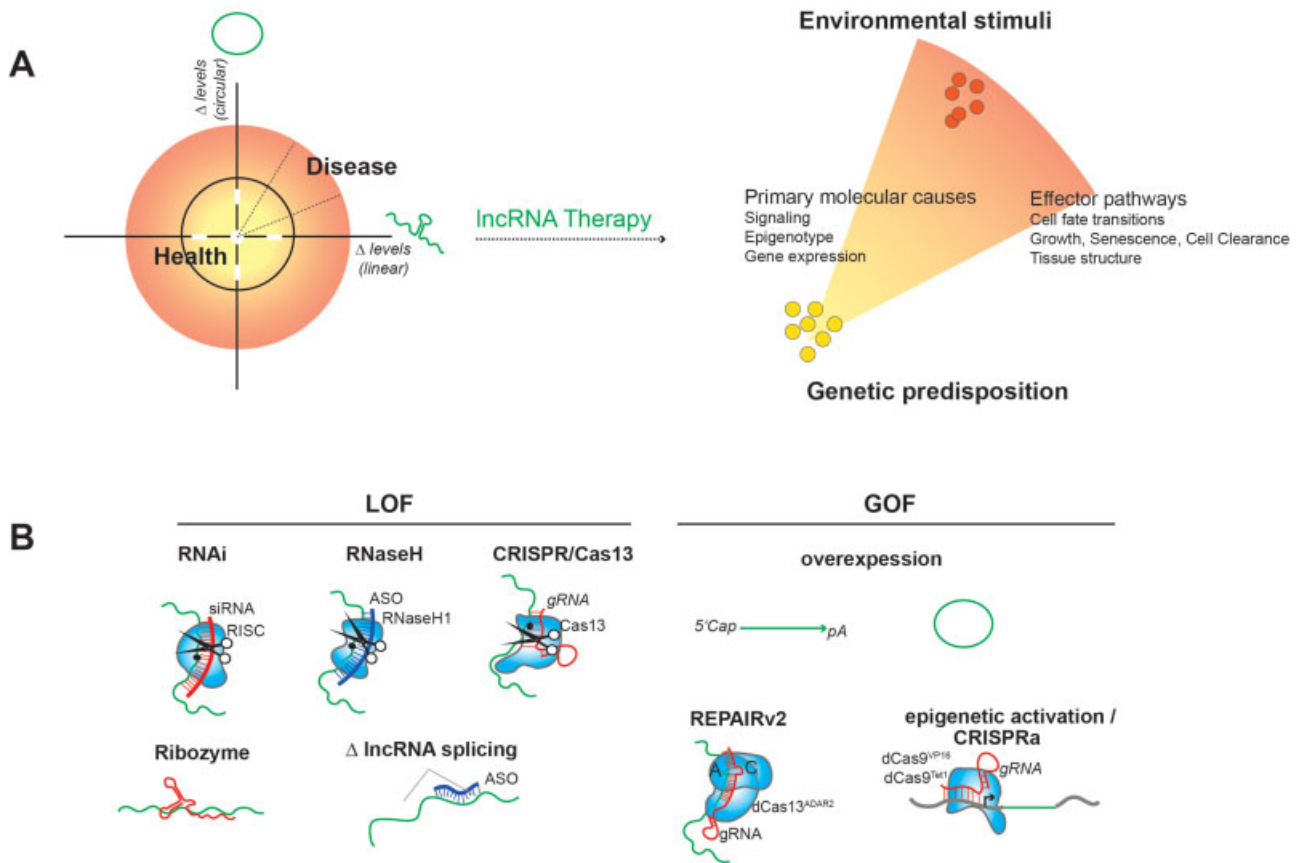 A
Δ levels
(circular)
Disease
Health
Δ levels
(linear)
lncRNA Therapy
Environmental stimuli
Primary molecular causes
Signaling
Epigenotype
Gene expression
Effector pathways
Cell fate transitions
Growth, Senescence, Cell Clearance
Tissue structure
Genetic predisposition
B
LOF
RNAi
siRNA
RISC
RNaseH
ASO
RNaseH1
CRISPR/Cas13
gRNA
Cas13
Ribozyme
Δ lncRNA splicing
ASO
GOF
overexpession
5'Cap
pA
REPAIRv2
A C
dCas13ADAR2
gRNA
epigenetic activation /
CRISPRa
dCas9VP16
dCas9Tet1
gRNA